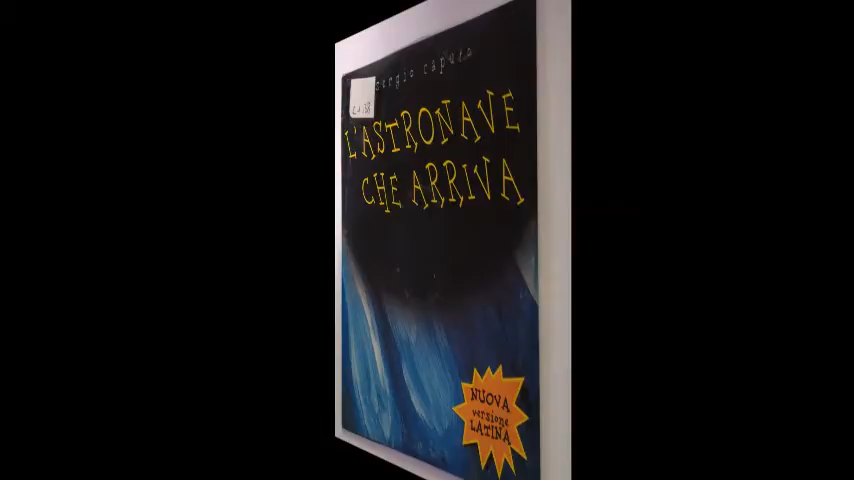 sergio caputo
L'ASTRONAVE
CHE ARRIVA
NUOVA
versione
LATINA